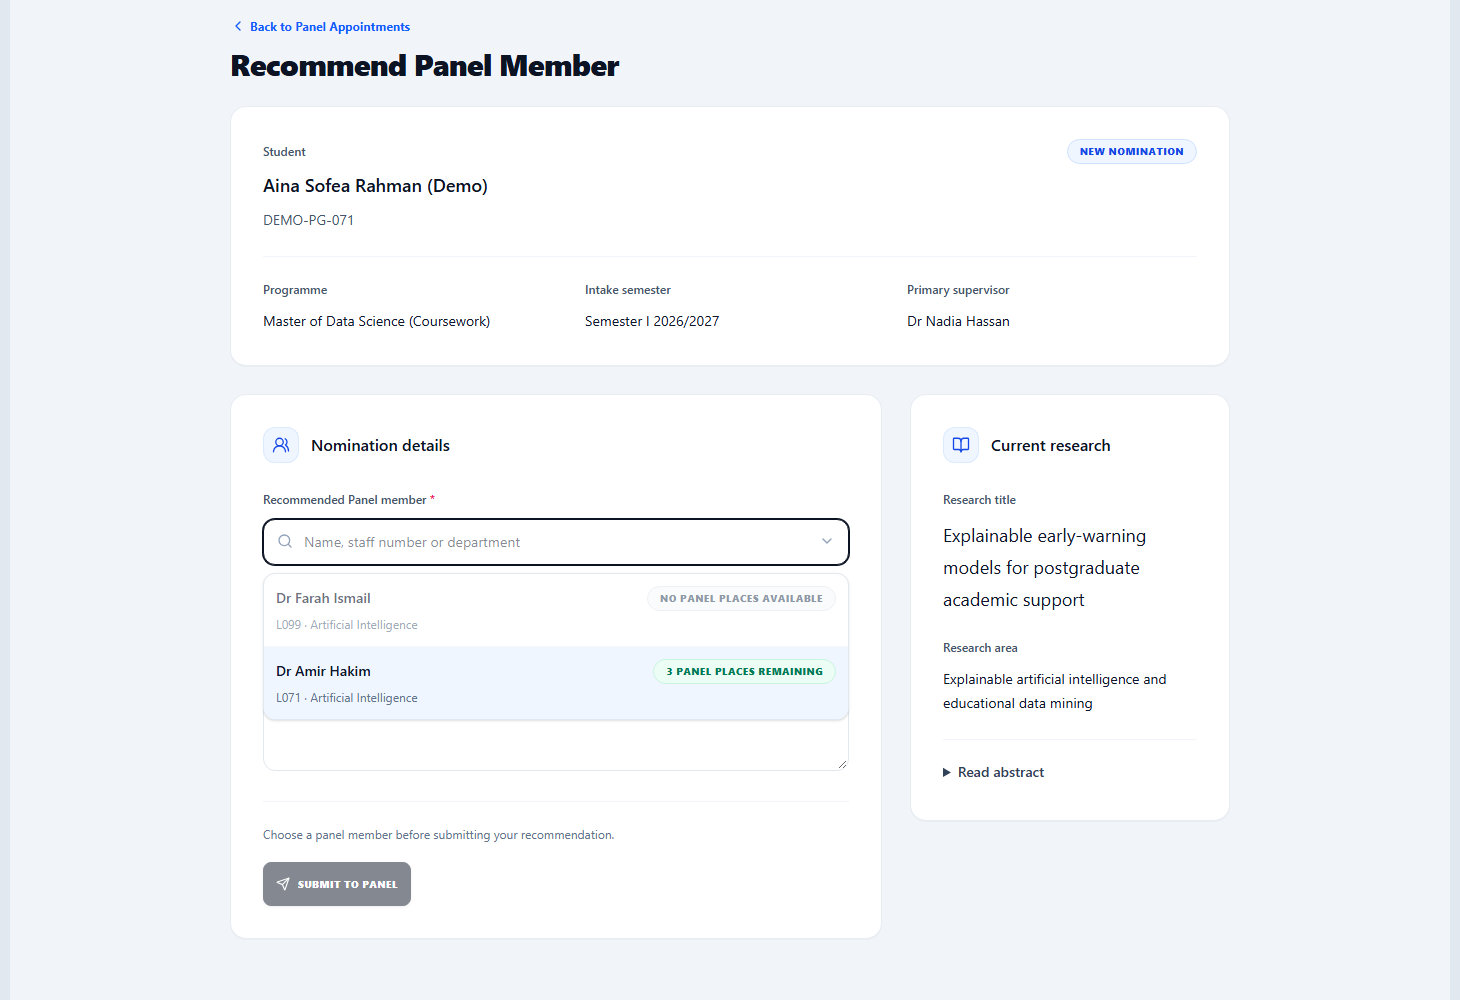 Back to Panel Appointments
Recommend Panel Member
Student
NEW NOMINATION
Aina Sofea Rahman (Demo)
DEMO-PG-071
Programme
Master of Data Science (Coursework)
Intake semester
Semester I 2026/2027
Primary supervisor
Dr Nadia Hassan
Nomination details
Recommended Panel member *
Name, staff number or department
Dr Farah Ismail
NO PANEL PLACES AVAILABLE
L099 · Artificial Intelligence
Dr Amir Hakim
3 PANEL PLACES REMAINING
L071 · Artificial Intelligence
Choose a panel member before submitting your recommendation.
SUBMIT TO PANEL
Current research
Research title
Explainable early-warning
models for postgraduate
academic support
Research area
Explainable artificial intelligence and
educational data mining
Read abstract